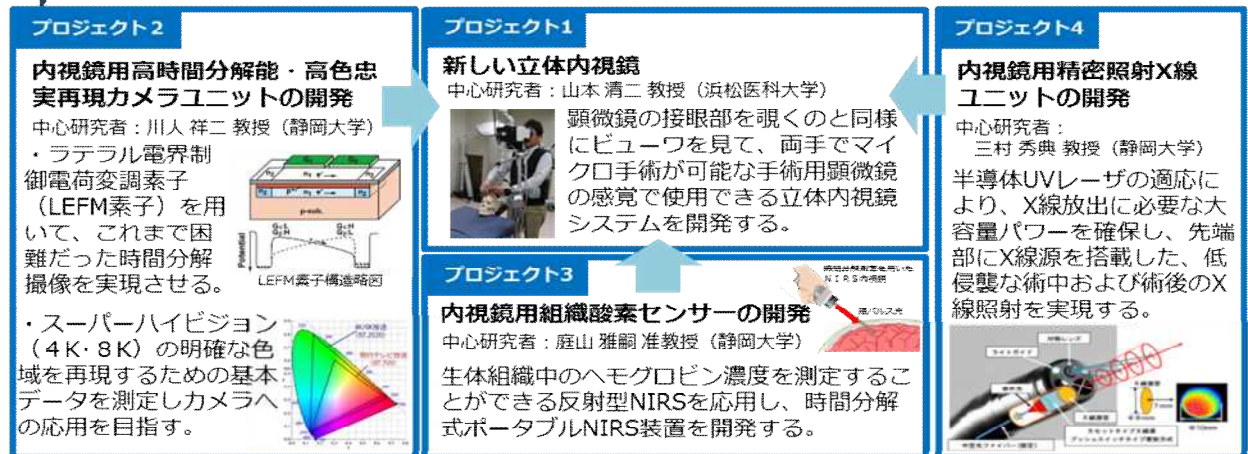 プロジェクト2
内視鏡用高時間分解能・高色忠
実再現カメラユニットの開発
中心研究者：川人 祥二 教授（静岡大学）
・ラテラル電界制
御電荷変調素子
（LEFM素子）を用
いて、これまで困
難だった時間分解
撮像を実現させる。
Potential
LEFM素子構造略図
・スーパーハイビジョン
（４K・８K）の明確な色
域を再現するための基本
データを測定しカメラへ
の応用を目指す。
プロジェクト1
新しい立体内視鏡
中心研究者：山本 清二 教授（浜松医科大学）
顕微鏡の接眼部を覗くのと同様
にビューワを見て、両手でマイ
クロ手術が可能な手術用顕微鏡
の感覚で使用できる立体内視鏡
システムを開発する。
プロジェクト3
内視鏡用組織酸素センサーの開発
中心研究者：庭山 雅嗣 准教授（静岡大学）
生体組織中のヘモグロビン濃度を測定するこ
とができる反射型NIRSを応用し、時間分解
式ポータブルNIRS装置を開発する。
プロジェクト4
内視鏡用精密照射X線
ユニットの開発
中心研究者：
三村 秀典 教授（静岡大学）
半導体UVレーザの適応に
より、X線放出に必要な大
容量パワーを確保し、先端
部にX線源を搭載した、低
侵襲な術中および術後のX
線照射を実現する。
ライトガイド